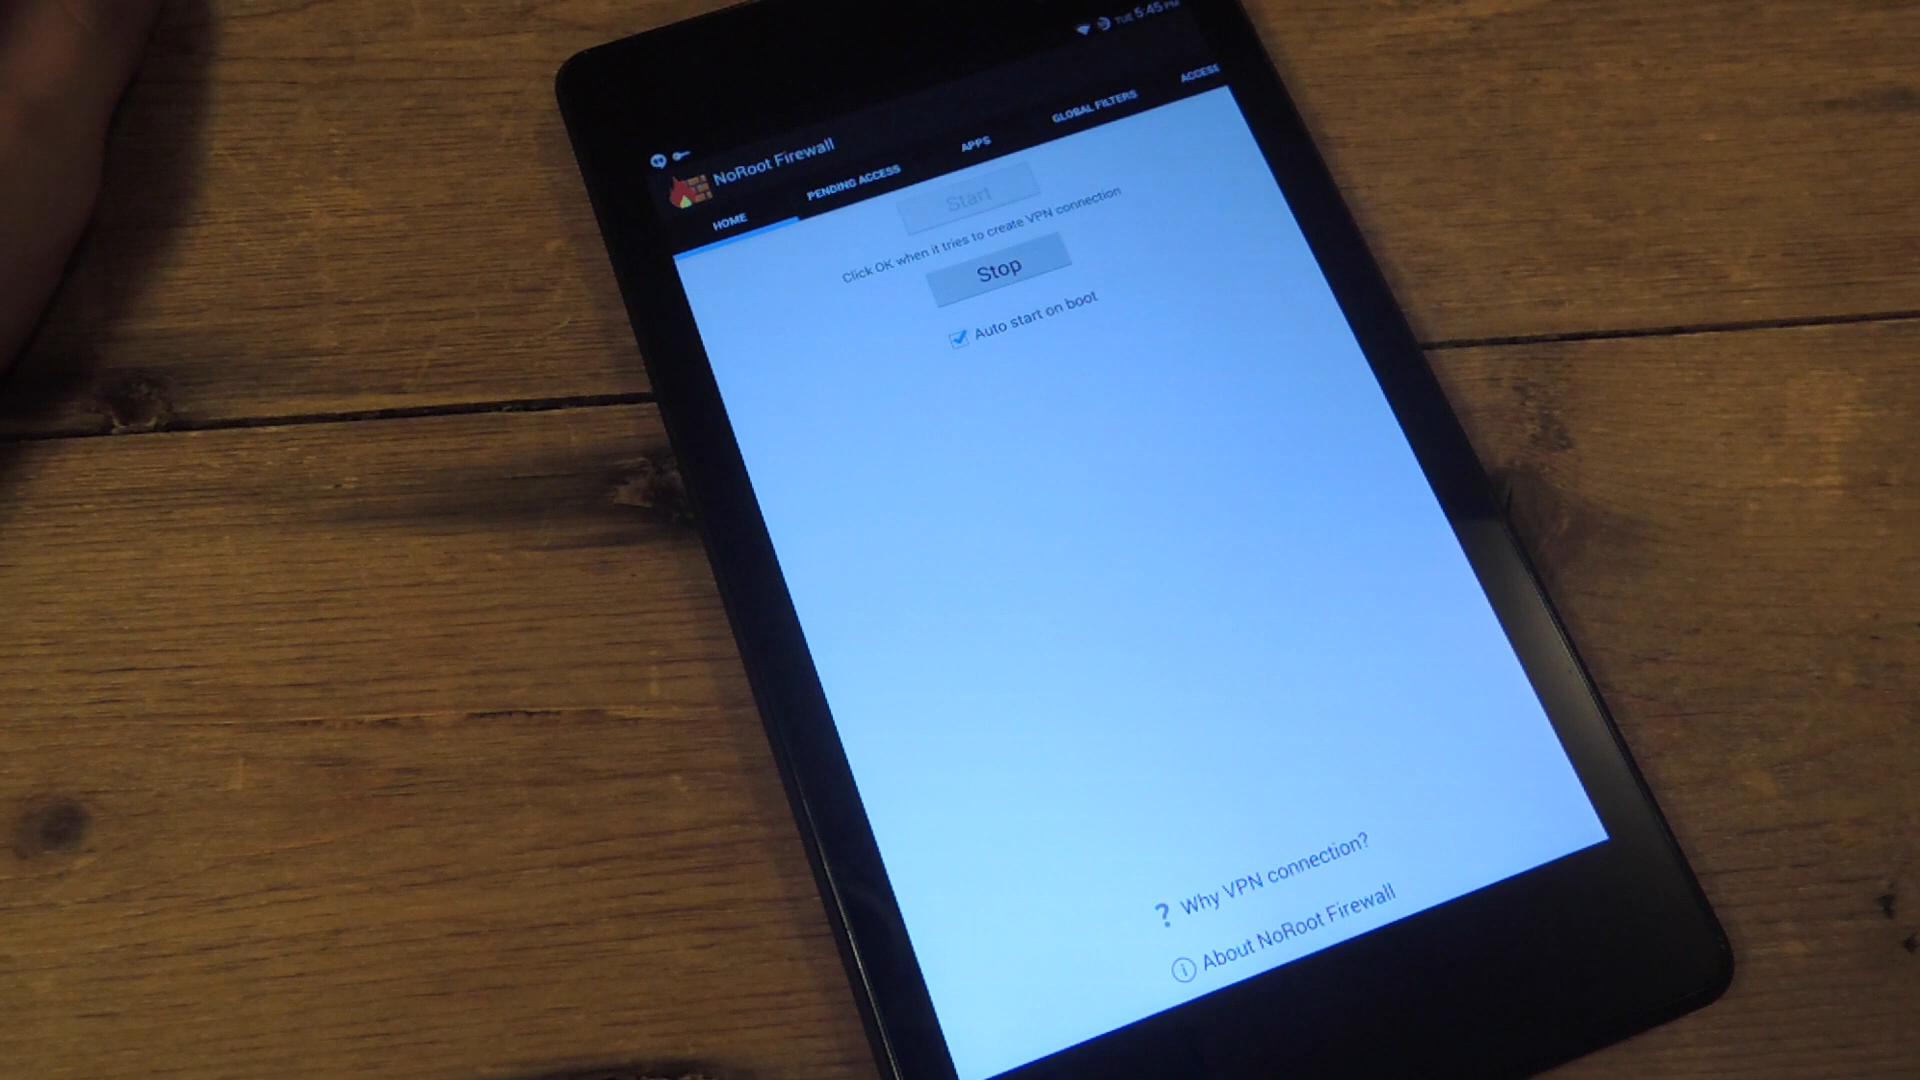 TUE 5:45 PM
NoRoot Firewall
HOME PENDING ACCESS APPS GLOBAL FILTERS ACCESS
Start
Click OK when it tries to create VPN connection
Stop
Auto start on boot
? Why VPN connection?
i About NoRoot Firewall